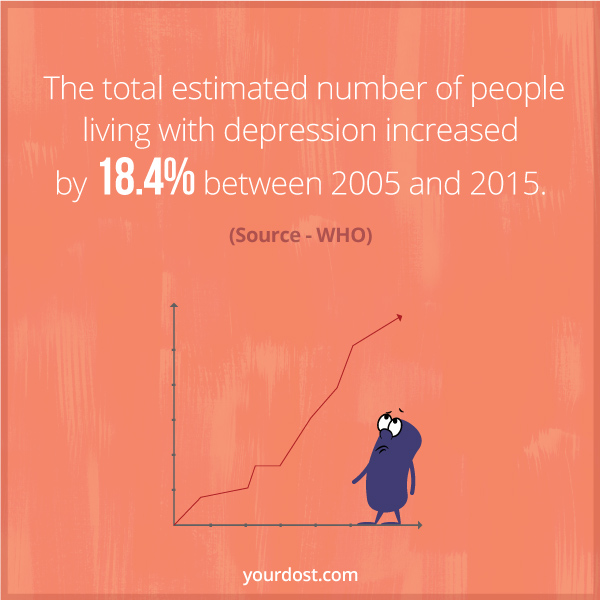 The total estimated number of people
living with depression increased
by 18.4% between 2005 and 2015.
(Source - WHO)
yourdost.com